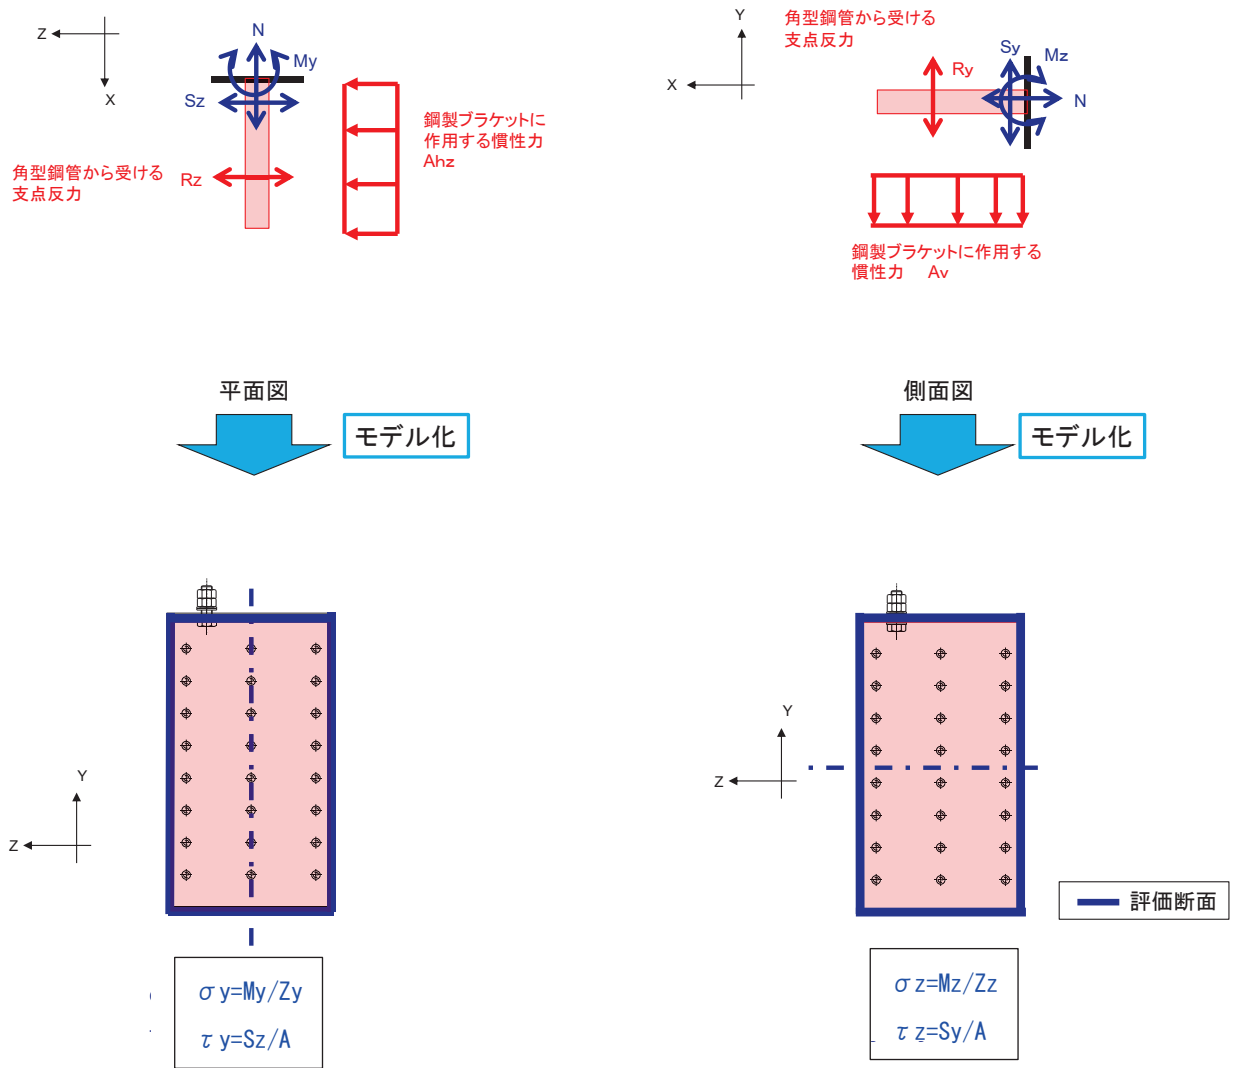 Z
X
N
My
Sz
角型鋼管から受ける
支点反力
Rz
鋼製ブラケットに
作用する慣性力
Ahz
平面図
モデル化
Y
Z
σy=My/Zy
τy=Sz/A
Y
X
角型鋼管から受ける
支点反力
Ry
Sy
Mz
N
鋼製ブラケットに作用する
慣性力 Av
側面図
モデル化
Y
Z
評価断面
σz=Mz/Zz
τz=Sy/A